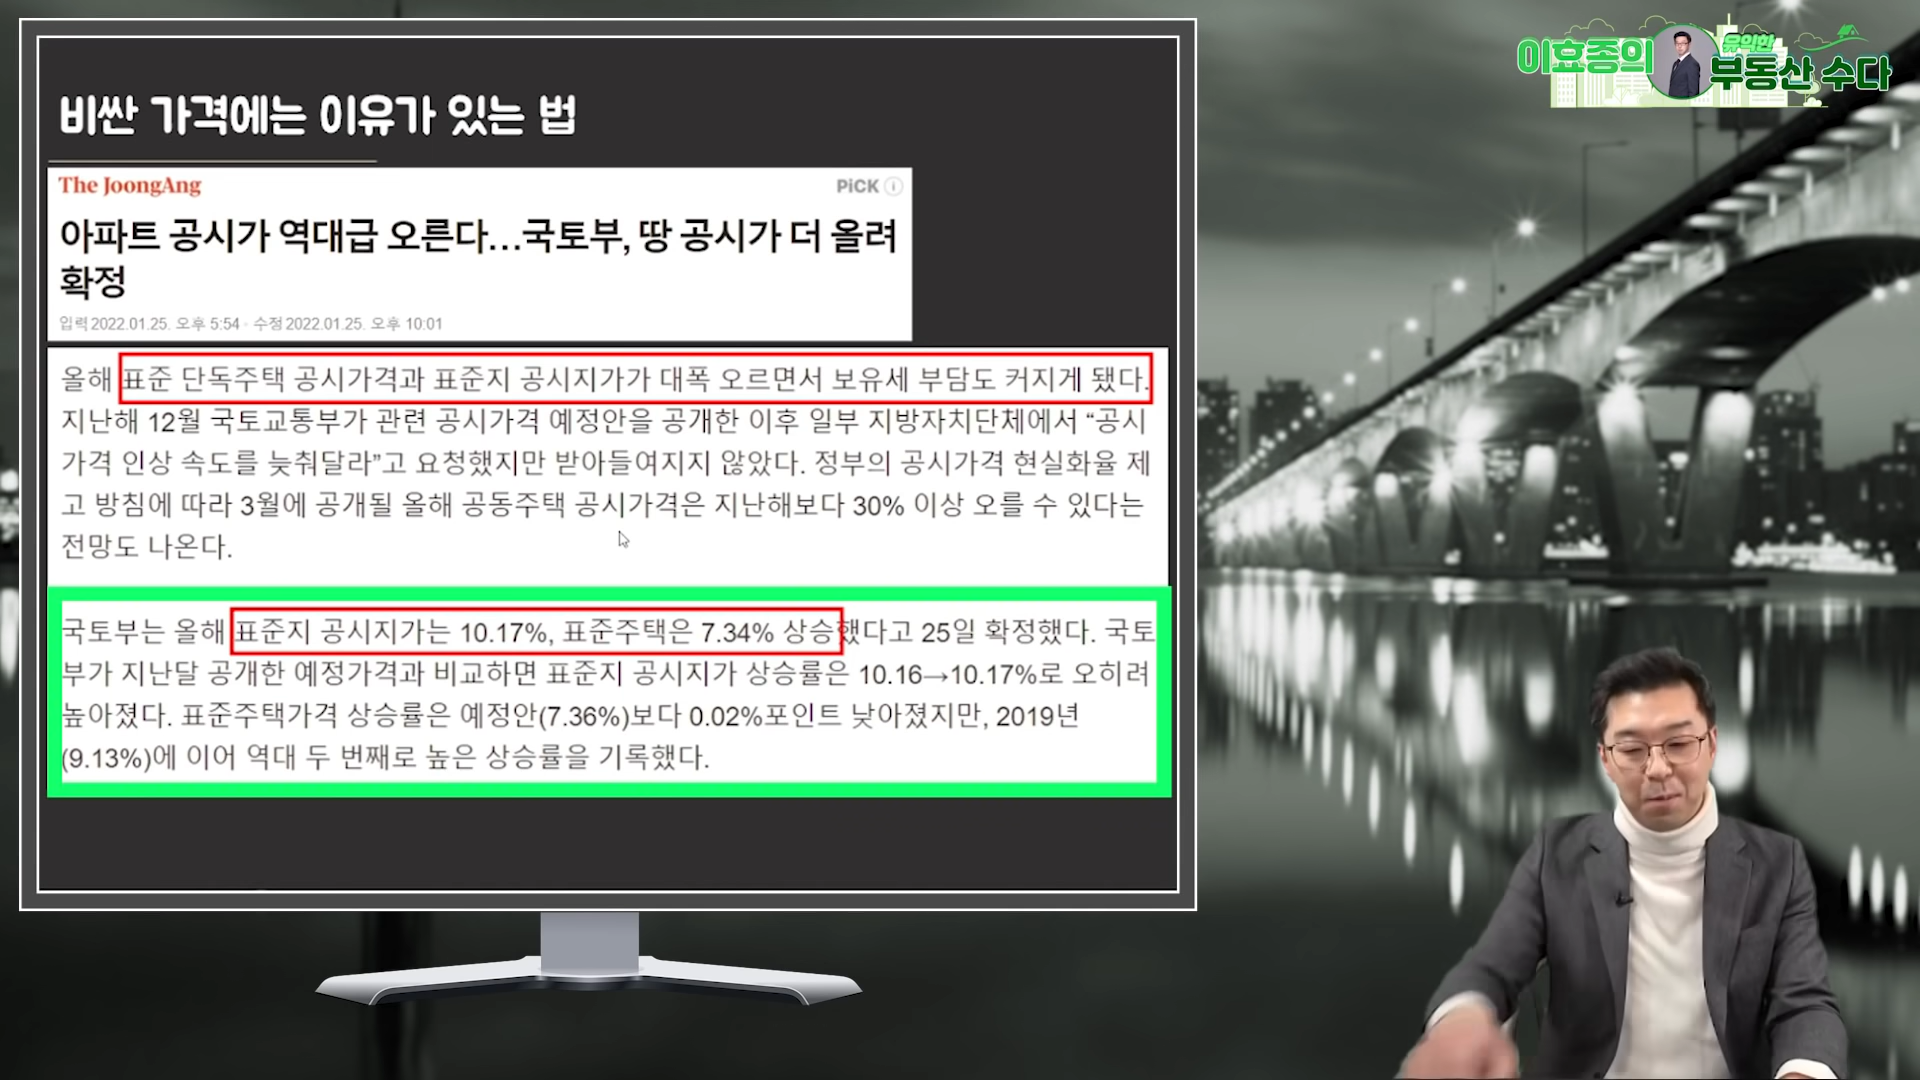 이효종의 유익한 부동산 수다
비싼 가격에는 이유가 있는 법
The JoongAng
PiCK
아파트 공시가 역대급 오른다...국토부, 땅 공시가 더 올려
확정
입력 2022.01.25. 오후 5:54 · 수정 2022.01.25. 오후 10:01
올해 표준 단독주택 공시가격과 표준지 공시지가가 대폭 오르면서 보유세 부담도 커지게 됐다.
지난해 12월 국토교통부가 관련 공시가격 예정안을 공개한 이후 일부 지방자치단체에서 “공시
가격 인상 속도를 늦춰달라”고 요청했지만 받아들여지지 않았다. 정부의 공시가격 현실화율 제
고 방침에 따라 3월에 공개될 올해 공동주택 공시가격은 지난해보다 30% 이상 오를 수 있다는
전망도 나온다.
국토부는 올해 표준지 공시지가는 10.17%, 표준주택은 7.34% 상승했다고 25일 확정했다. 국토
부가 지난달 공개한 예정가격과 비교하면 표준지 공시지가 상승률은 10.16→10.17%로 오히려
높아졌다. 표준주택가격 상승률은 예정안(7.36%)보다 0.02%포인트 낮아졌지만, 2019년
(9.13%)에 이어 역대 두 번째로 높은 상승률을 기록했다.